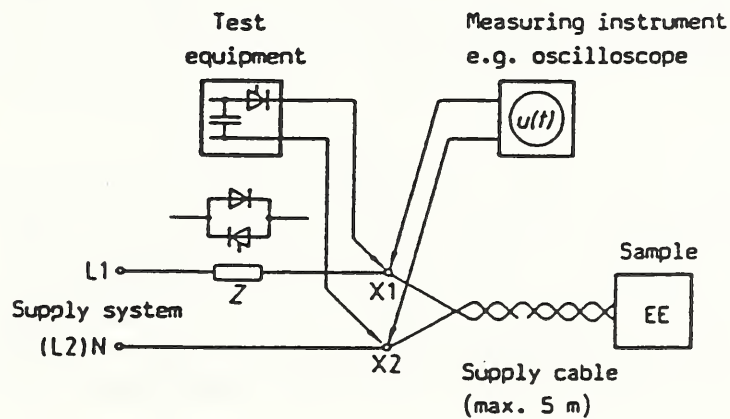 Test
equipment
Measuring instrument
e.g. oscilloscope
u(t)
L1
Z
X1
Supply system
(L2)N
X2
Sample
EE
Supply cable
(max. 5 m)